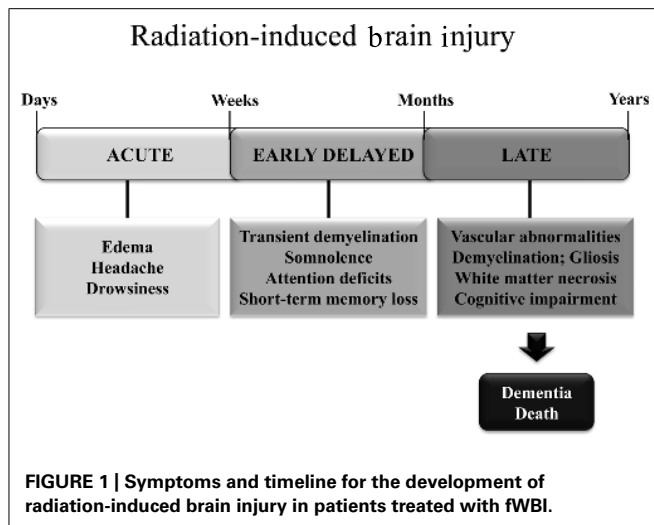 Radiation-induced brain injury
Days Weeks Months Years
ACUTE EARLY DELAYED LATE
Edema
Headache
Drowsiness
Transient demyelination
Somnolence
Attention deficits
Short-term memory loss
Vascular abnormalities
Demyelination; Gliosis
White matter necrosis
Cognitive impairment
Dementia
Death
FIGURE 1 | Symptoms and timeline for the development of
radiation-induced brain injury in patients treated with fWBI.